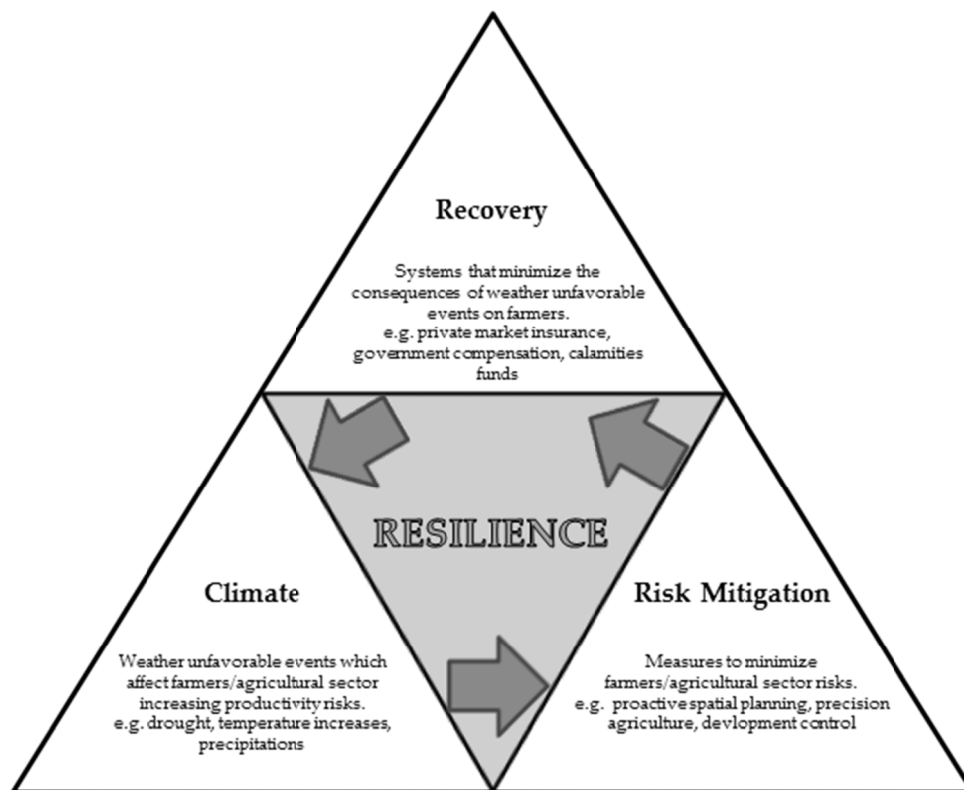 Recovery
Systems that minimize the
consequences of weather unfavorable
events on farmers.
e.g. private market insurance,
government compensation, calamities
funds
RESILIENCE
Climate
Weather unfavorable events which
affect farmers/agricultural sector
increasing productivity risks.
e.g. drought, temperature increases,
precipitations
Risk Mitigation
Measures to minimize
farmers/agricultural sector risks.
e.g. proactive spatial planning, precision
agriculture, devlopment control